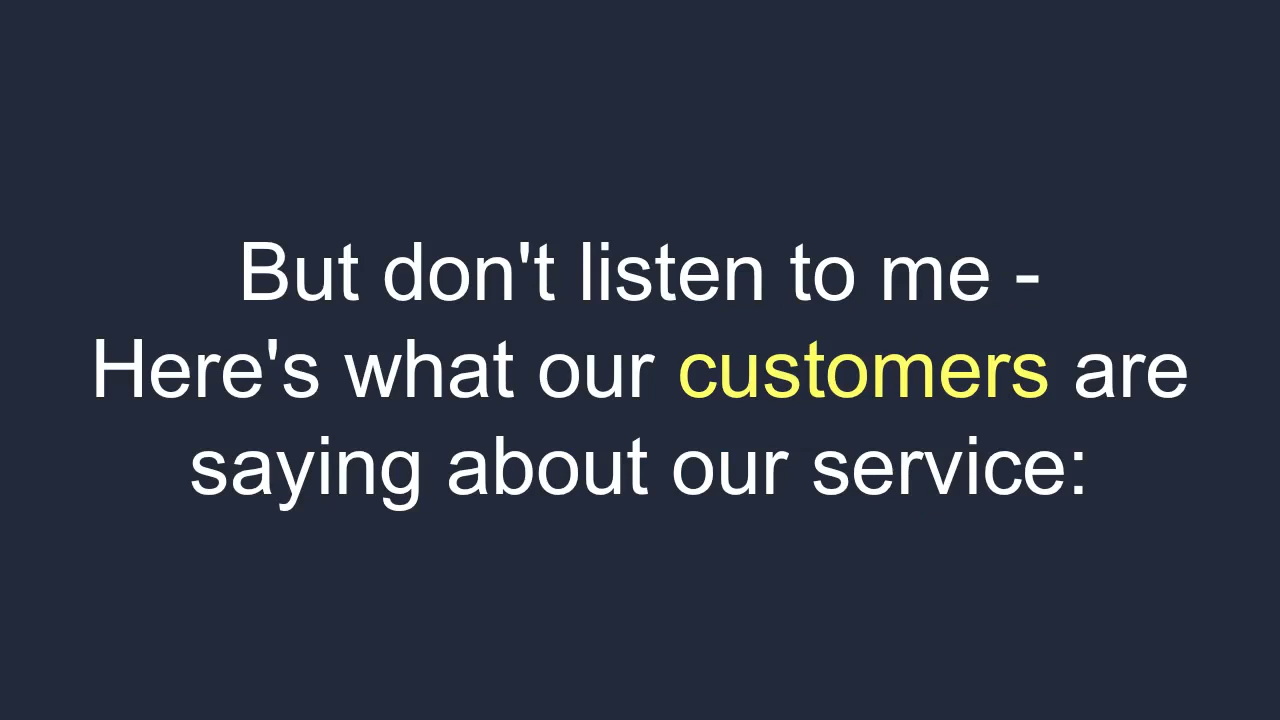 But don't listen to me -
Here's what our customers are
saying about our service: